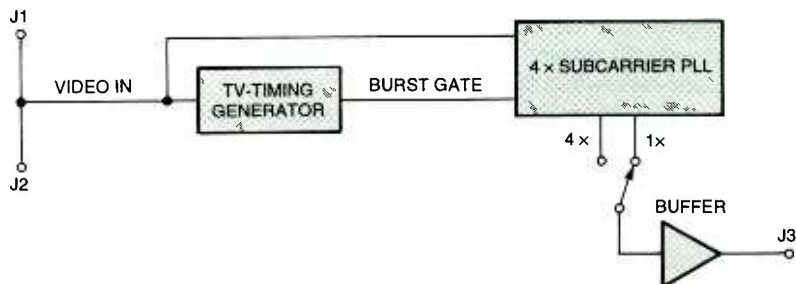 J1
VIDEO IN
J2
TV-TIMING
GENERATOR
BURST GATE
4 × SUBCARRIER PLL
4 ×
1×
BUFFER
J3